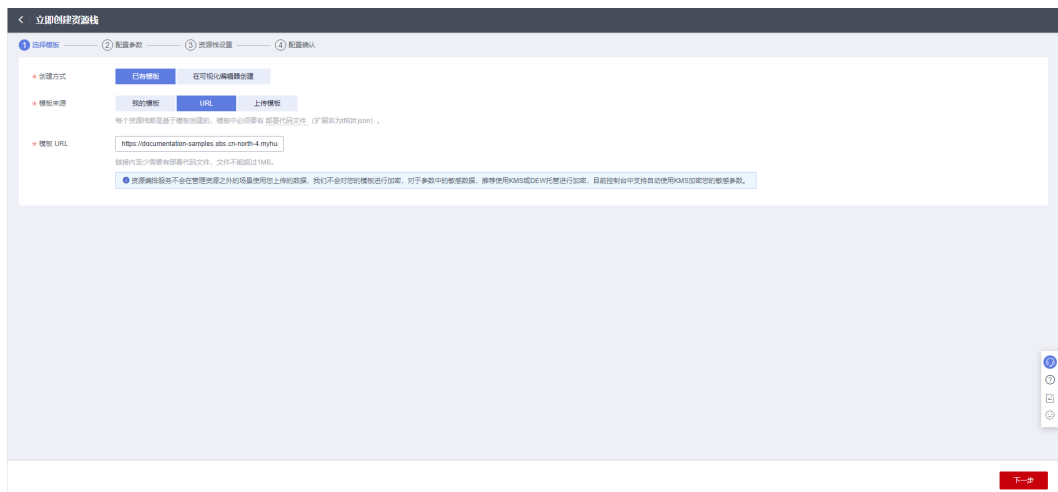 立即创建资源栈
1 选择模板 2 配置参数 3 资源栈设置 4 配置确认
* 创建方式 已有模板 在可视化编辑器创建
* 模板来源 我的模板 URL 上传模板
每个资源栈都是基于模板创建的，模板中必须要有 部署代码文件（扩展名为tf和tf.json）。
* 模板 URL https://documentation-samples.obs.cn-north-4.myhu
链接内至少需要有部署代码文件，文件不能超过1MB。
资源编排服务不会在管理资源之外的场景使用您上传的数据，我们不会对您的模板进行加密，对于参数中的敏感数据，推荐使用KMS或DEW托管进行加密，目前控制台中支持自动使用KMS加密您的敏感参数。
下一步